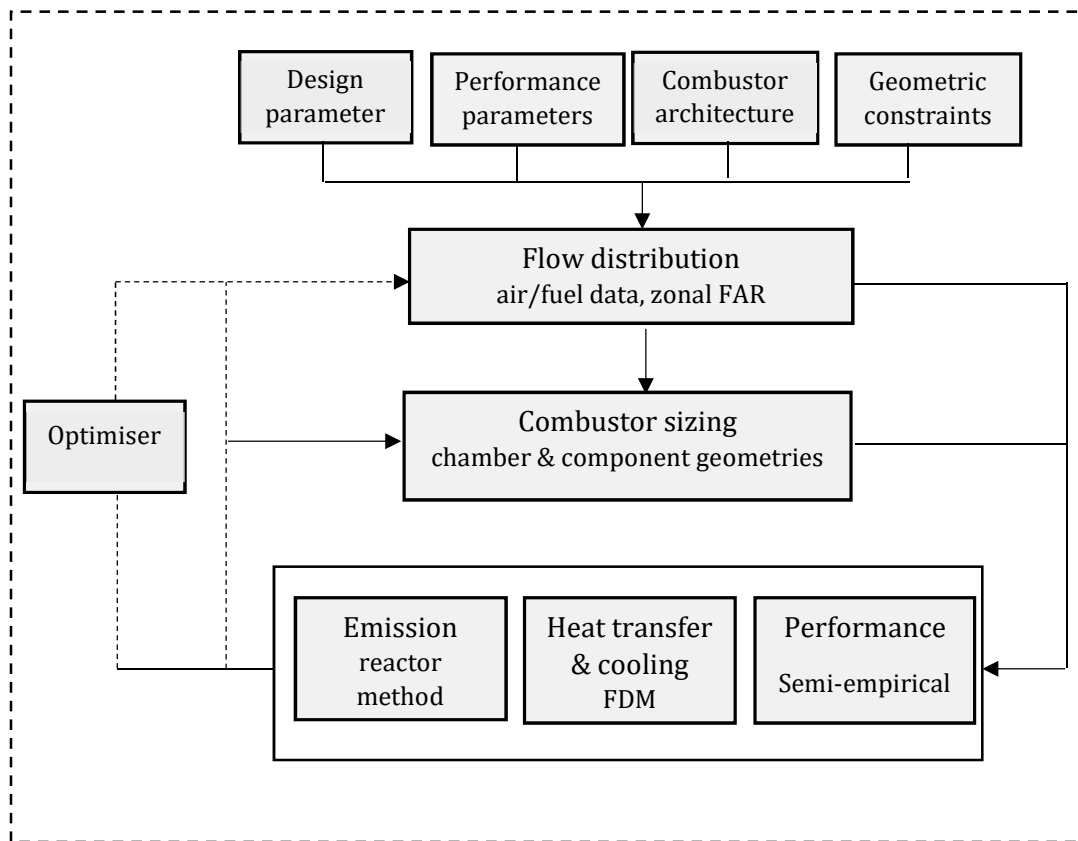 Design
parameter
Performance
parameters
Combustor
architecture
Geometric
constraints
Flow distribution
air/fuel data, zonal FAR
Optimiser
Combustor sizing
chamber & component geometries
Emission
reactor
method
Heat transfer
& cooling
FDM
Performance
Semi-empirical